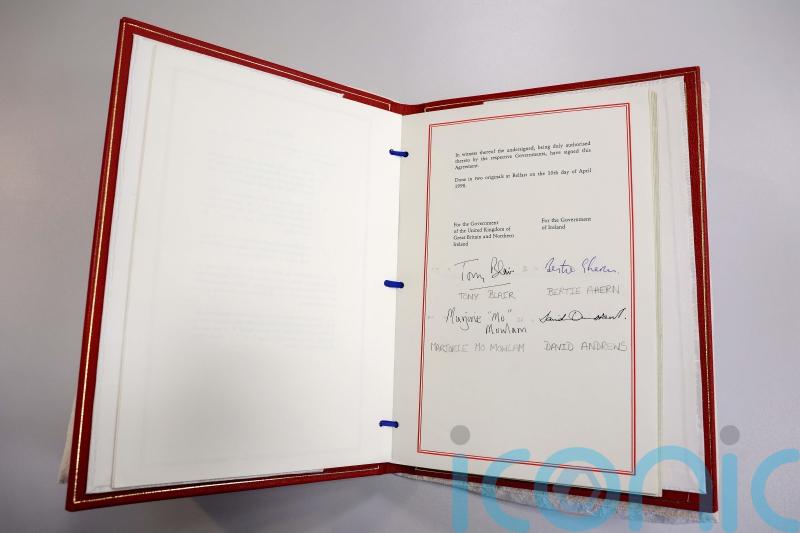 In witness thereof the undersigned, being duly authorised
thereto by the respective Governments, have signed this
Agreement.
Done in two originals at Belfast on the 10th day of April
1998.
For the Government
of the United Kingdom of
Great Britain and Northern
Ireland
For the Government
of Ireland
Tony Blair
Bertie Ahern.
TONY BLAIR
BERTIE AHERN
Marjorie "Mo"
Mowlam
David Andrews.
MARJORIE MO MOWLAM
DAVID ANDREWS
iconic